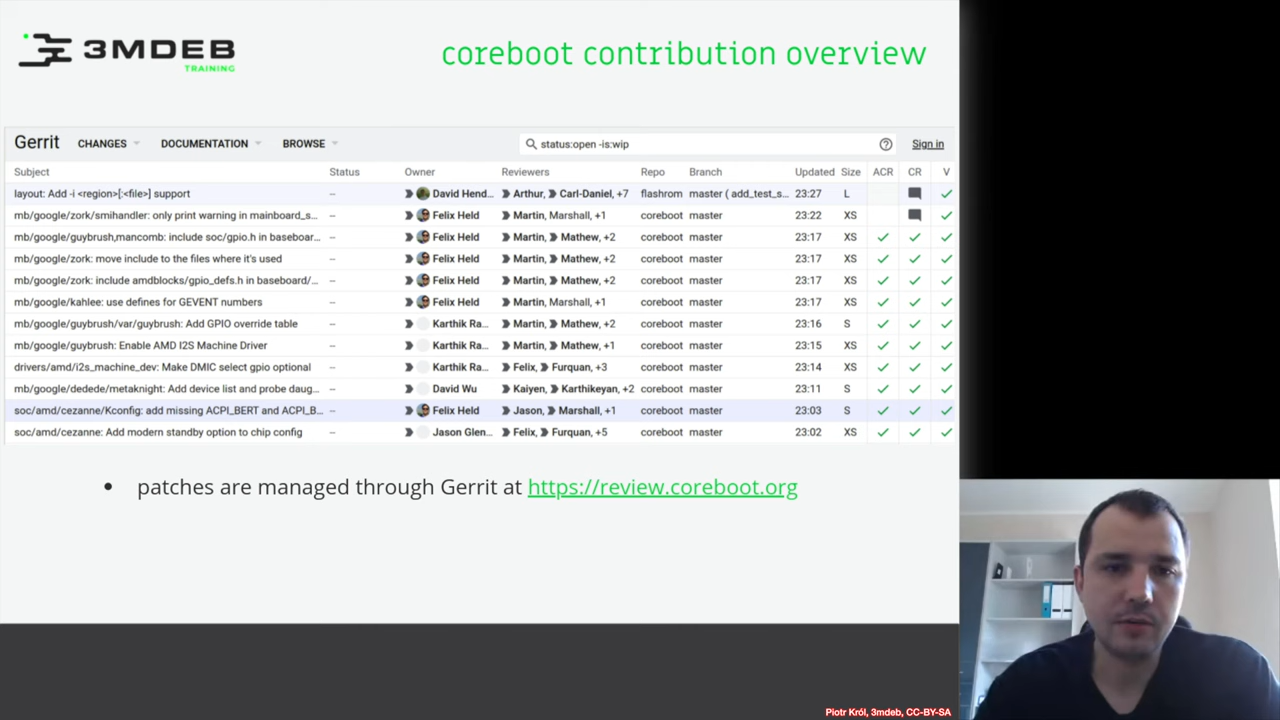 3MDEB
TRAINING
coreboot contribution overview
Gerrit CHANGES DOCUMENTATION BROWSE status:open -is:wip Sign in
Subject Status Owner Reviewers Repo Branch Updated Size ACR CR V
layout: Add -i <region>[:<file>] support -- David Hend... Arthur, Carl-Daniel, +7 flashrom master ( add_test_s... 23:27 L
mb/google/zork/smihandler: only print warning in mainboard_s... -- Felix Held Martin, Marshall, +1 coreboot master 23:22 XS
mb/google/guybrush,mancomb: include soc/gpio.h in baseboar... -- Felix Held Martin, Mathew, +2 coreboot master 23:17 XS
mb/google/zork: move include to the files where it's used -- Felix Held Martin, Mathew, +2 coreboot master 23:17 XS
mb/google/zork: include amdblocks/gpio_defs.h in baseboard/... -- Felix Held Martin, Mathew, +2 coreboot master 23:17 XS
mb/google/kahlee: use defines for GEVENT numbers -- Felix Held Martin, Marshall, +1 coreboot master 23:17 XS
mb/google/guybrush/var/guybrush: Add GPIO override table -- Karthik Ra... Martin, Mathew, +2 coreboot master 23:16 S
mb/google/guybrush: Enable AMD I2S Machine Driver -- Karthik Ra... Martin, Mathew, +1 coreboot master 23:15 XS
drivers/amd/i2s_machine_dev: Make DMIC select gpio optional -- Karthik Ra... Felix, Furquan, +3 coreboot master 23:14 XS
mb/google/dedede/metaknight: Add device list and probe daug... -- David Wu Kaiyen, Karthikeyan, +2 coreboot master 23:11 S
soc/amd/cezanne/Kconfig: add missing ACPI_BERT and ACPI_B... -- Felix Held Jason, Marshall, +1 coreboot master 23:03 S
soc/amd/cezanne: Add modern standby option to chip config -- Jason Glen... Felix, Furquan, +5 coreboot master 23:02 XS
• patches are managed through Gerrit at https://review.coreboot.org
Piotr Król, 3mdeb, CC-BY-SA